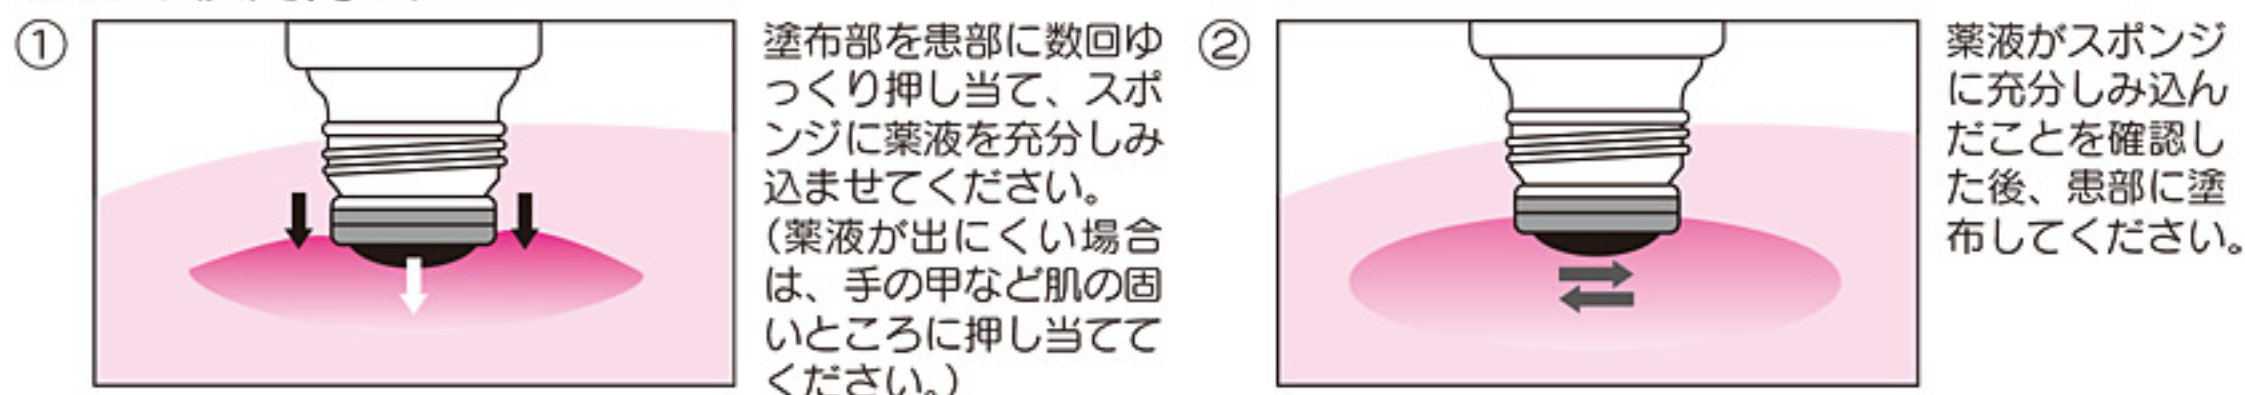 ①
塗布部を患部に数回ゆ
っくり押し当て、スポ
ンジに薬液を充分しみ
込ませてください。
（薬液が出にくい場合
は、手の甲など肌の固
いところに押し当てて
ください。）
②
薬液がスポンジ
に充分しみ込ん
だことを確認し
た後、患部に塗
布してください。